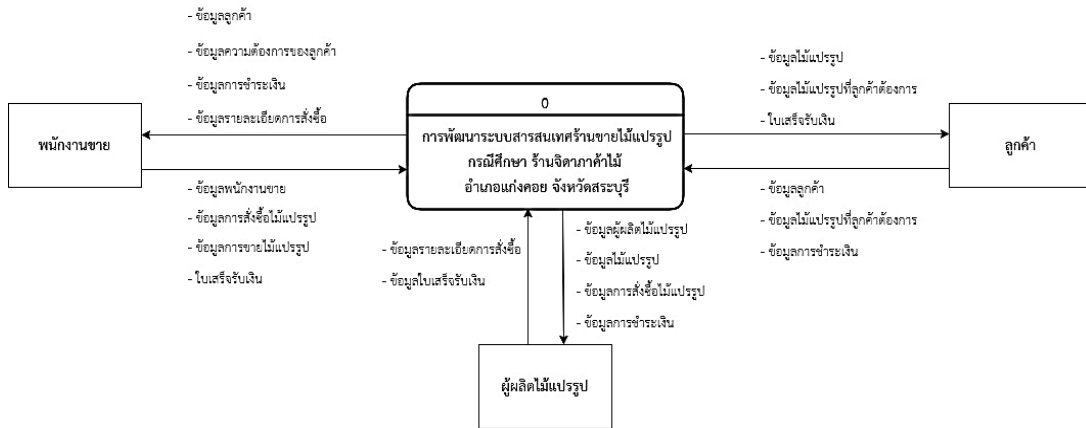 - ข้อมูลลูกค้า
- ข้อมูลความต้องการของลูกค้า
- ข้อมูลการชำระเงิน
- ข้อมูลรายละเอียดการสั่งซื้อ
พนักงานขาย
- ข้อมูลพนักงานขาย
- ข้อมูลการสั่งซื้อไม้แปรรูป
- ข้อมูลการขายไม้แปรรูป
- ใบเสร็จรับเงิน
0
การพัฒนาระบบสารสนเทศร้านขายไม้แปรรูป
กรณีศึกษา ร้านจิดาภาค้าไม้
อำเภอแก่งคอย จังหวัดสระบุรี
- ข้อมูลไม้แปรรูป
- ข้อมูลไม้แปรรูปที่ลูกค้าต้องการ
- ใบเสร็จรับเงิน
ลูกค้า
- ข้อมูลลูกค้า
- ข้อมูลไม้แปรรูปที่ลูกค้าต้องการ
- ข้อมูลการชำระเงิน
- ข้อมูลรายละเอียดการสั่งซื้อ
- ข้อมูลใบเสร็จรับเงิน
- ข้อมูลผู้ผลิตไม้แปรรูป
- ข้อมูลไม้แปรรูป
- ข้อมูลการสั่งซื้อไม้แปรรูป
- ข้อมูลการชำระเงิน
ผู้ผลิตไม้แปรรูป